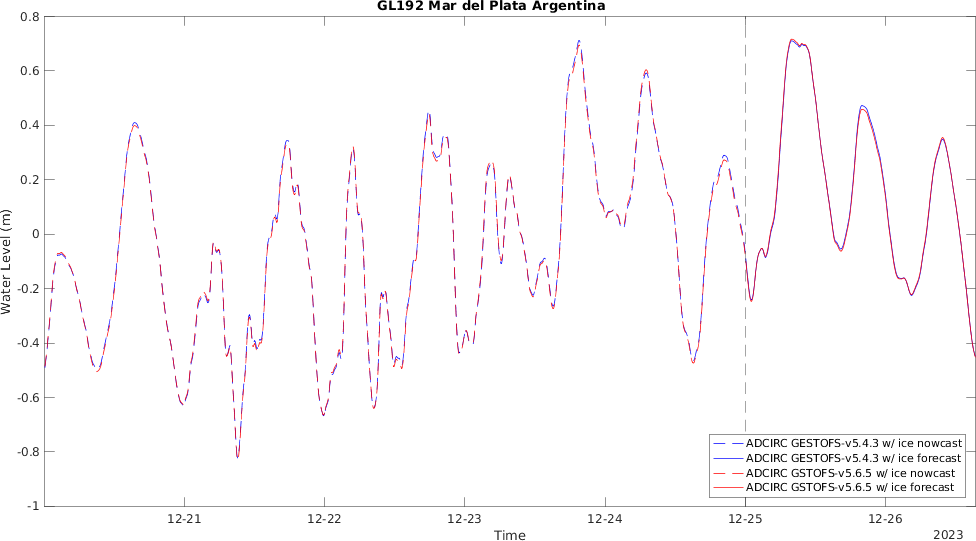 GL192 Mar del Plata Argentina
0.8
0.6
0.4
0.2
0
-0.2
-0.4
-0.6
-0.8
-1
Water Level (m)
ADCIRC GESTOFS-v5.4.3 w/ ice nowcast
ADCIRC GESTOFS-v5.4.3 w/ ice forecast
ADCIRC GSTOFS-v5.6.5 w/ ice nowcast
ADCIRC GSTOFS-v5.6.5 w/ ice forecast
12-21 12-22 12-23 12-24 12-25 12-26
Time
2023